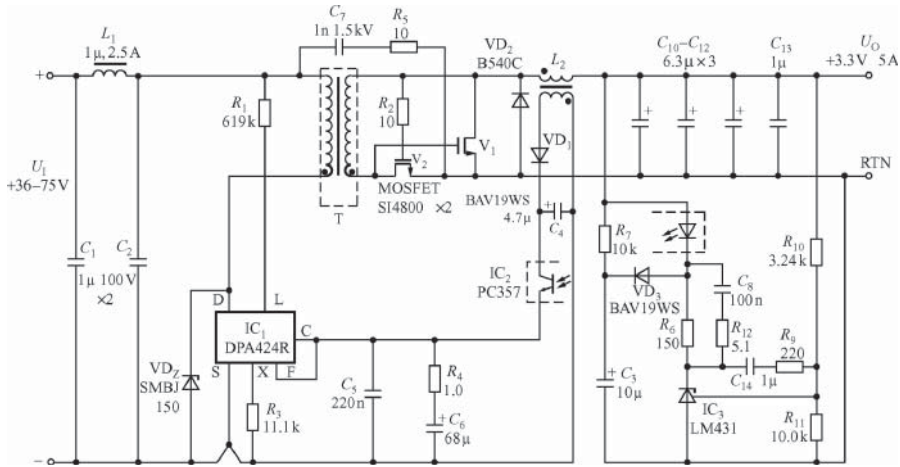 C7
1n 1.5kV
R5
10
L1
1μ, 2.5A
VD2
B540C
L2
C10–C12
6.3μ×3
C13
1μ
UO
+3.3V 5A
+
R1
619k
R2
10
V1
V2
MOSFET
SI4800 ×2
VD1
+
+
+
RTN
UI
+36–75V
T
BAV19WS
4.7μ
+
C4
R7
10k
R10
3.24k
C1
1μ 100V
×2
C2
IC2
PC357
VD3
BAV19WS
C8
100n
D
L
IC1
DPA424R
C
S
X
F
R6
150
R12
5.1
R9
220
VDZ
SMBJ
150
C5
220n
R4
1.0
+
C3
10μ
C14
1μ
R3
11.1k
+
C6
68μ
IC3
LM431
R11
10.0k
−